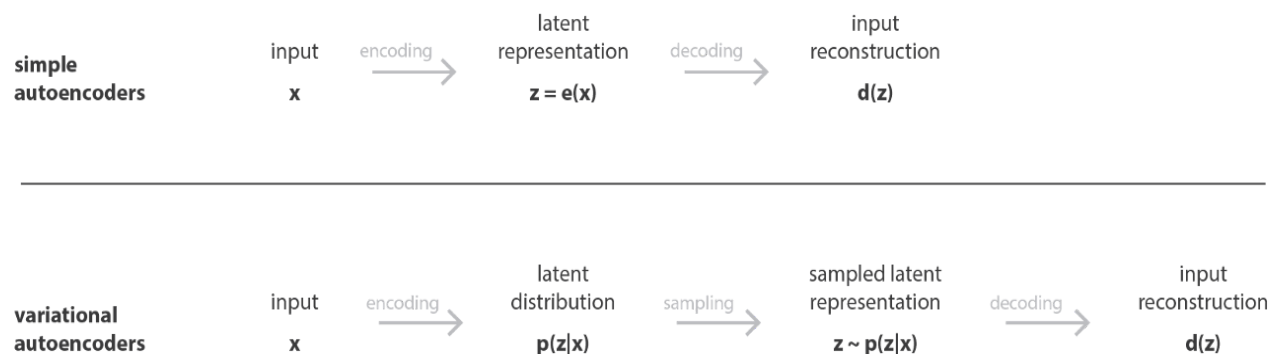 simple
autoencoders
input
x
encoding
latent
representation
z = e(x)
decoding
input
reconstruction
d(z)
variational
autoencoders
input
x
encoding
latent
distribution
p(z|x)
sampling
sampled latent
representation
z ~ p(z|x)
decoding
input
reconstruction
d(z)